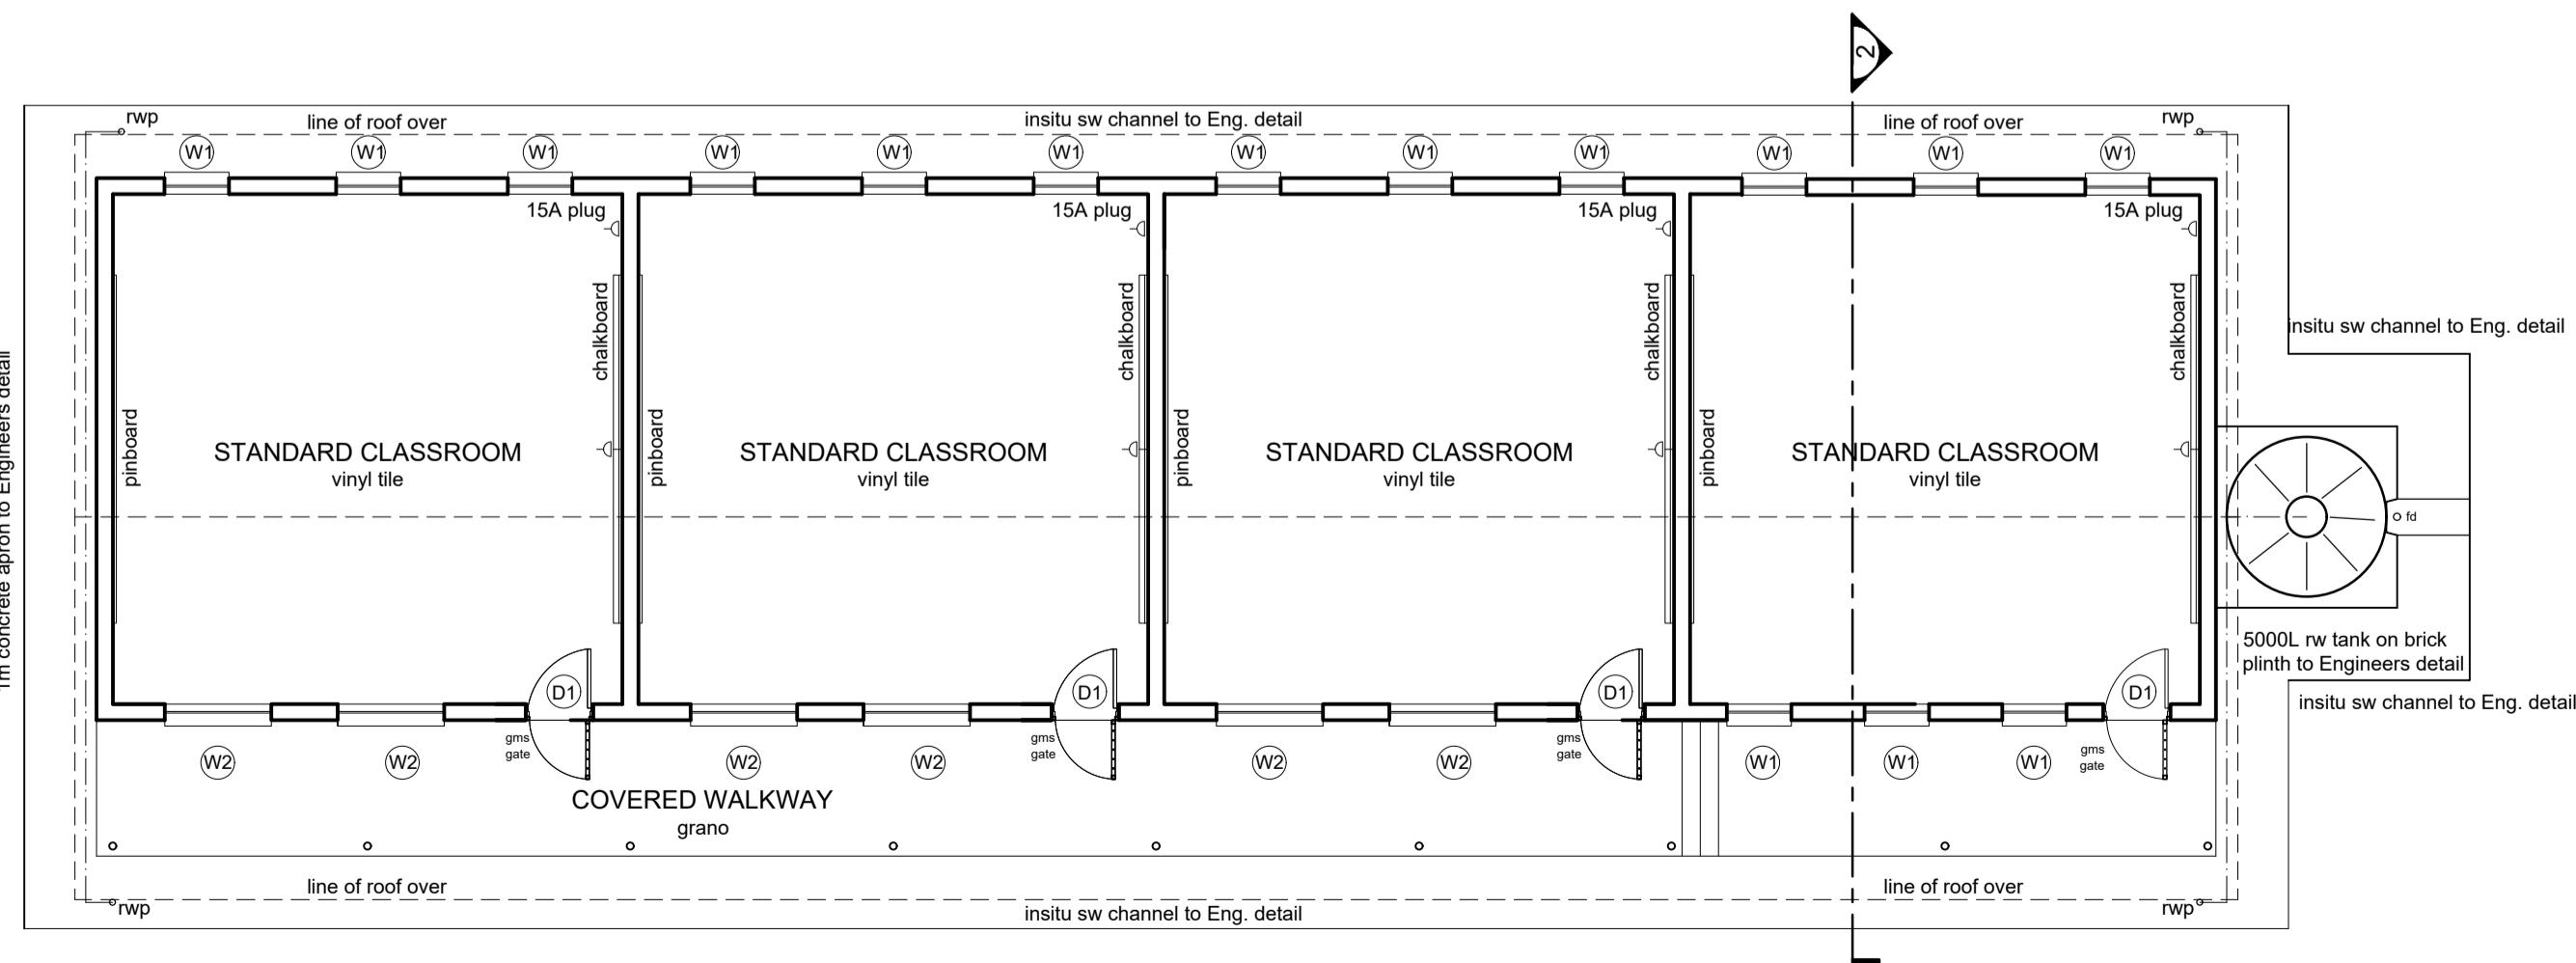 2
rwp
line of roof over
insitu sw channel to Eng. detail
line of roof over
rwp
W1
W1
W1
W1
W1
W1
W1
W1
W1
W1
W1
W1
15A plug
15A plug
15A plug
15A plug
insitu sw channel to Eng. detail
1m concrete apron to Engineers detail
pinboard
chalkboard
pinboard
chalkboard
pinboard
chalkboard
pinboard
chalkboard
STANDARD CLASSROOM
vinyl tile
STANDARD CLASSROOM
vinyl tile
STANDARD CLASSROOM
vinyl tile
STANDARD CLASSROOM
vinyl tile
fd
5000L rw tank on brick
plinth to Engineers detail
insitu sw channel to Eng. detail
D1
D1
D1
D1
gms
gate
gms
gate
gms
gate
gms
gate
W2
W2
W2
W2
W2
W2
W1
W1
W1
COVERED WALKWAY
grano
line of roof over
line of roof over
rwp
insitu sw channel to Eng. detail
rwp